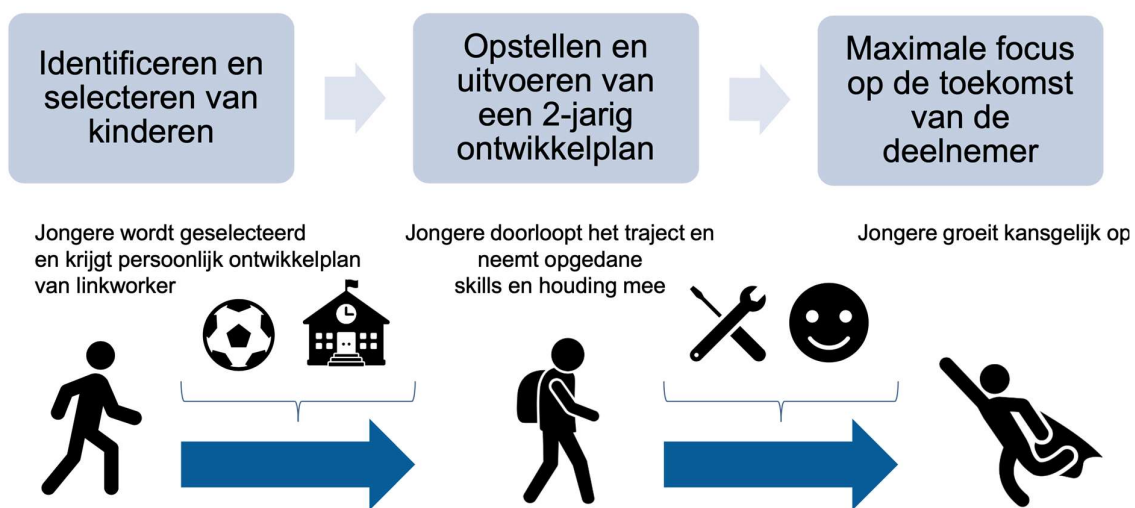 Identificeren en
selecteren van
kinderen
Opstellen en
uitvoeren van
een 2-jarig
ontwikkelplan
Maximale focus
op de toekomst
van de
deelnemer
Jongere wordt geselecteerd
en krijgt persoonlijk ontwikkelplan
van linkworker
Jongere doorloopt het traject en
neemt opgedane
skills en houding mee
Jongere groeit kansgelijk op